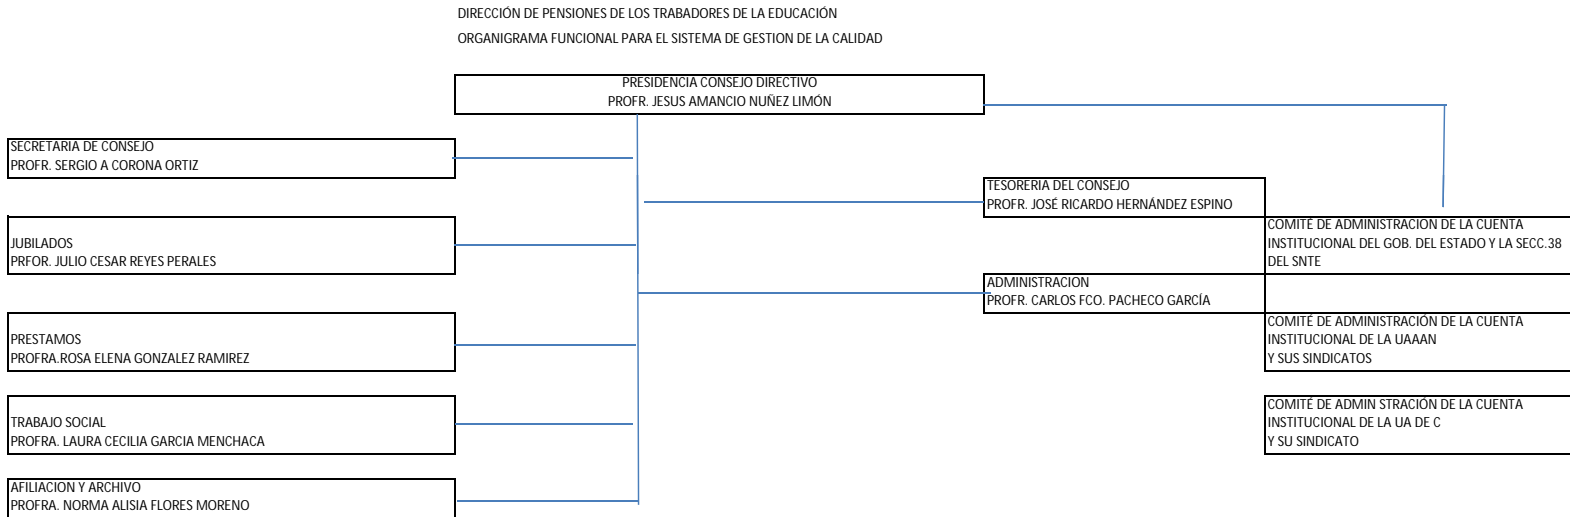 DIRECCIÓN DE PENSIONES DE LOS TRABADORES DE LA EDUCACIÓN
ORGANIGRAMA FUNCIONAL PARA EL SISTEMA DE GESTION DE LA CALIDAD
PRESIDENCIA CONSEJO DIRECTIVO
PROFR. JESUS AMANCIO NUÑEZ LIMÓN
SECRETARIA DE CONSEJO
PROFR. SERGIO A CORONA ORTIZ
TESORERIA DEL CONSEJO
PROFR. JOSÉ RICARDO HERNÁNDEZ ESPINO
JUBILADOS
PRFOR. JULIO CESAR REYES PERALES
COMITÉ DE ADMINISTRACION DE LA CUENTA
INSTITUCIONAL DEL GOB. DEL ESTADO Y LA SECC.38
DEL SNTE
ADMINISTRACION
PROFR. CARLOS FCO. PACHECO GARCÍA
PRESTAMOS
PROFRA.ROSA ELENA GONZALEZ RAMIREZ
COMITÉ DE ADMINISTRACIÓN DE LA CUENTA
INSTITUCIONAL DE LA UAAAN
Y SUS SINDICATOS
TRABAJO SOCIAL
PROFRA. LAURA CECILIA GARCIA MENCHACA
COMITÉ DE ADMIN STRACIÓN DE LA CUENTA
INSTITUCIONAL DE LA UA DE C
Y SU SINDICATO
AFILIACION Y ARCHIVO
PROFRA. NORMA ALISIA FLORES MORENO